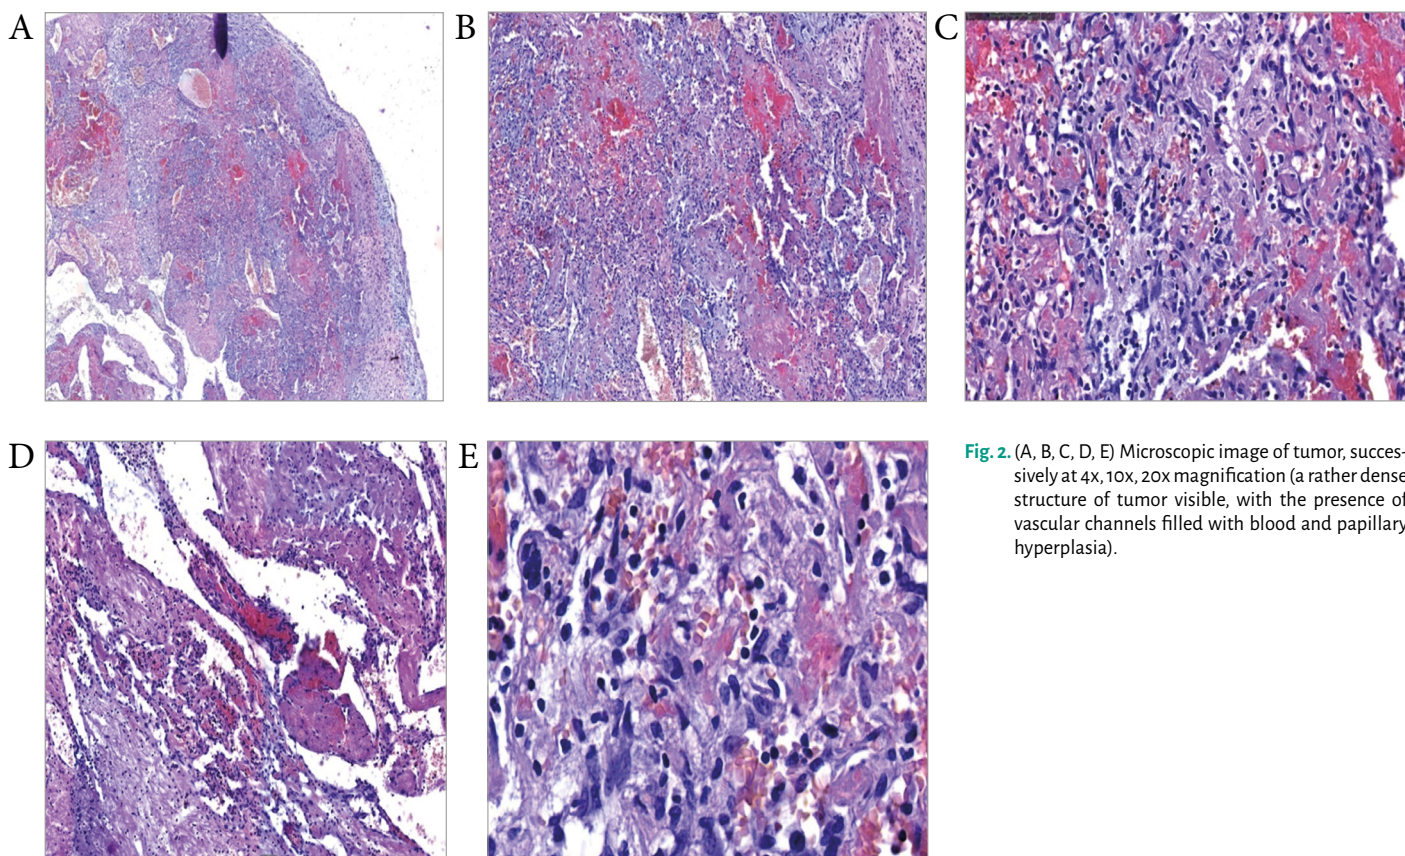 A
B
C
D
E
Fig. 2. (A, B, C, D, E) Microscopic image of tumor, succes-
sively at 4x, 10x, 20x magnification (a rather dense
structure of tumor visible, with the presence of
vascular channels filled with blood and papillary
hyperplasia).